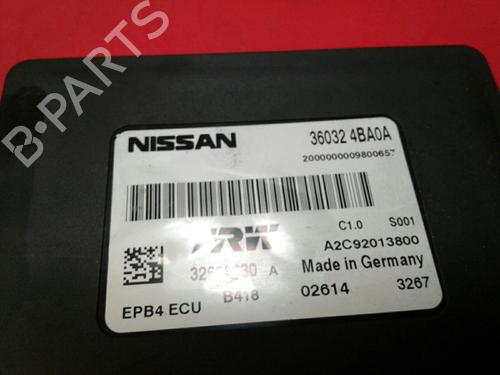 NISSAN 36032 4BA0A
2000000009800657
C1.0 S001
TRW A2C92013800
A Made in Germany
B418 02614 3267
EPB4 ECU
B-PARTS